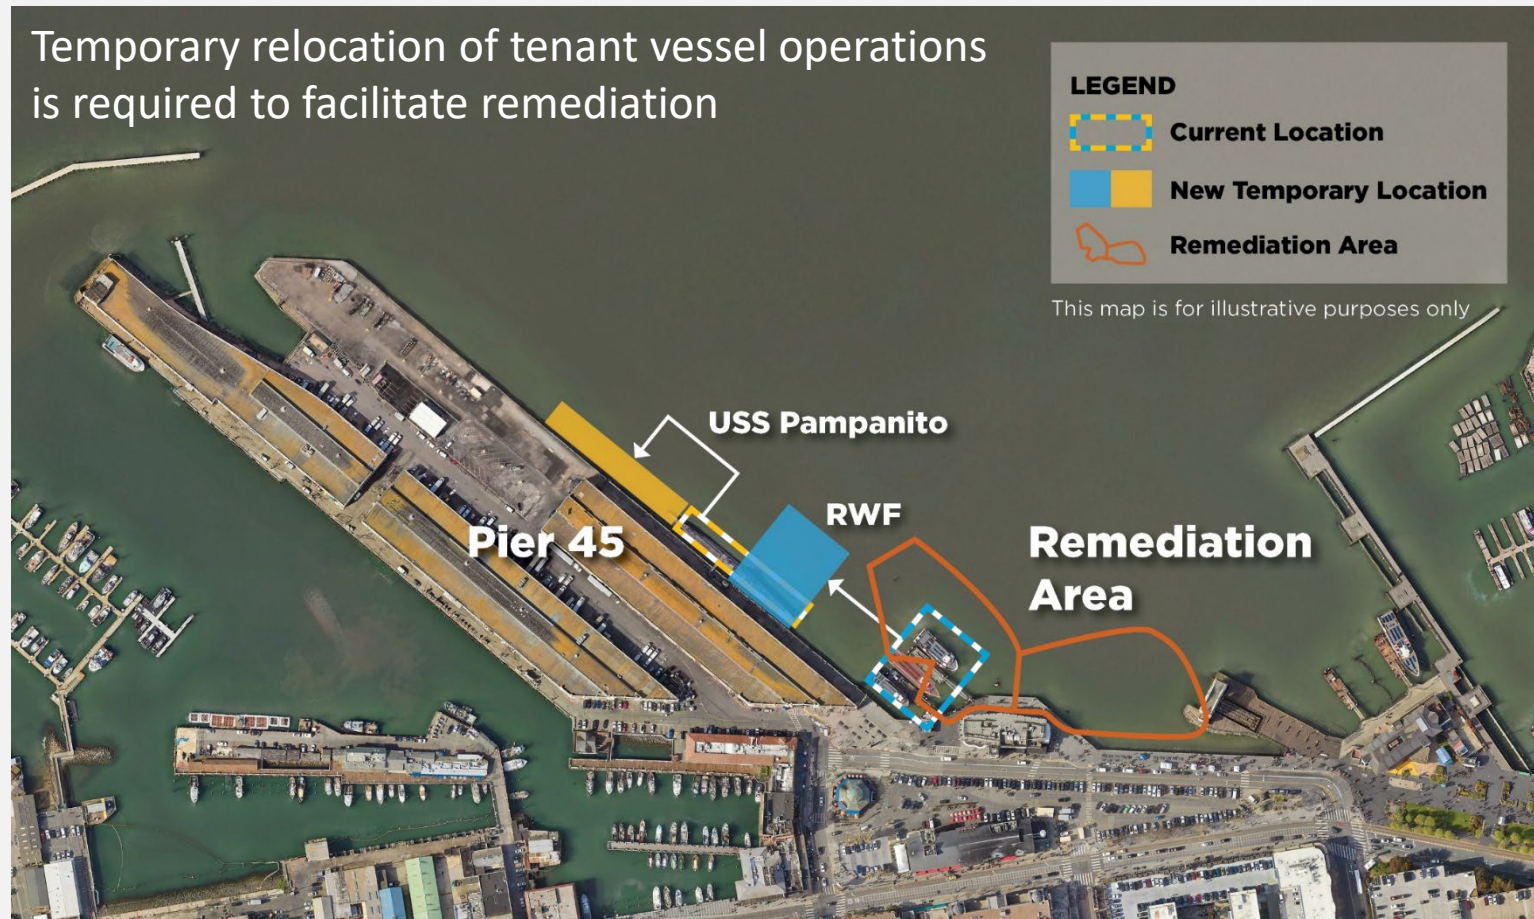 Temporary relocation of tenant vessel operations
is required to facilitate remediation
LEGEND
Current Location
New Temporary Location
Remediation Area
This map is for illustrative purposes only
USS Pampanito
RWF
Pier 45
Remediation
Area